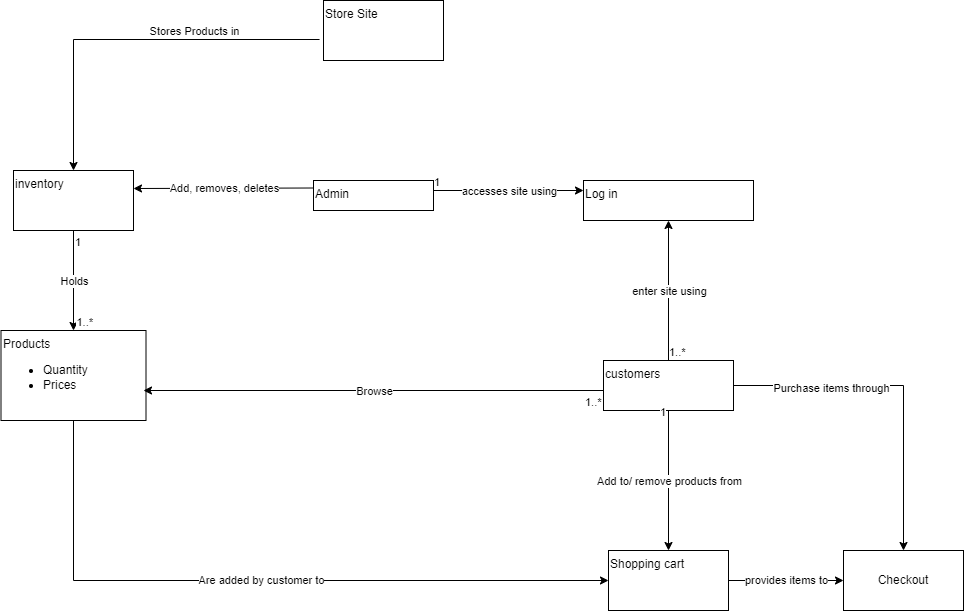 Store Site
Stores Products in
inventory
Add, removes, deletes
Admin
1
accesses site using
Log in
1
Holds
enter site using
1..*
Products
Quantity
Prices
1..*
customers
Browse
1..*
Purchase items through
1
Add to/ remove products from
Shopping cart
Are added by customer to
provides items to
Checkout